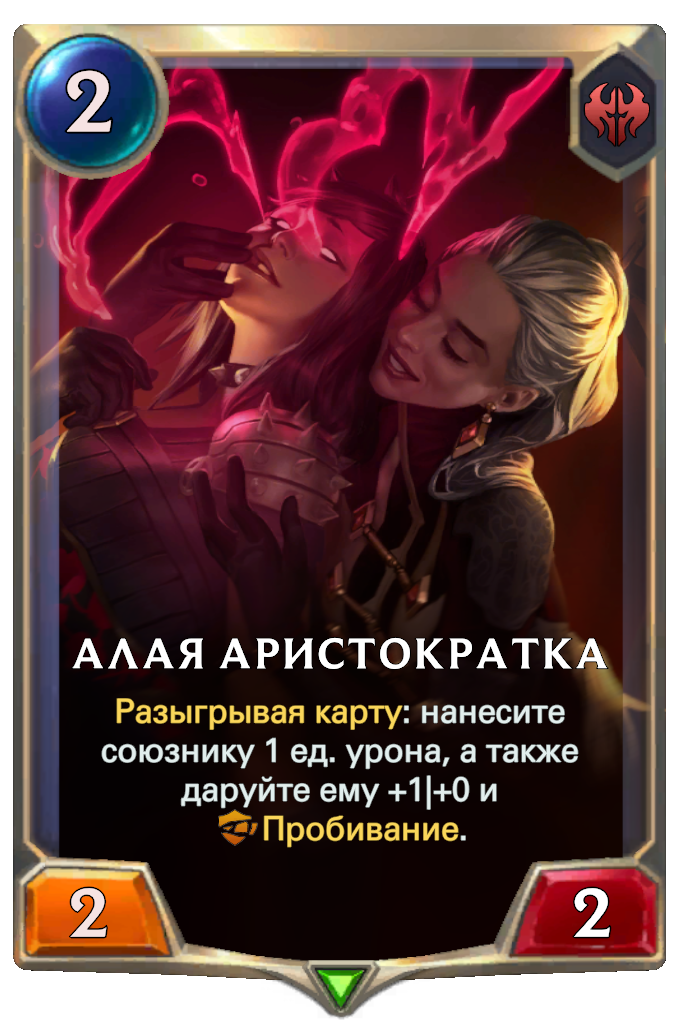 2
АЛАЯ АРИСТОКРАТКА
Разыгрывая карту: нанесите
союзнику 1 ед. урона, а также
даруйте ему +1|+0 и
Пробивание.
2
2